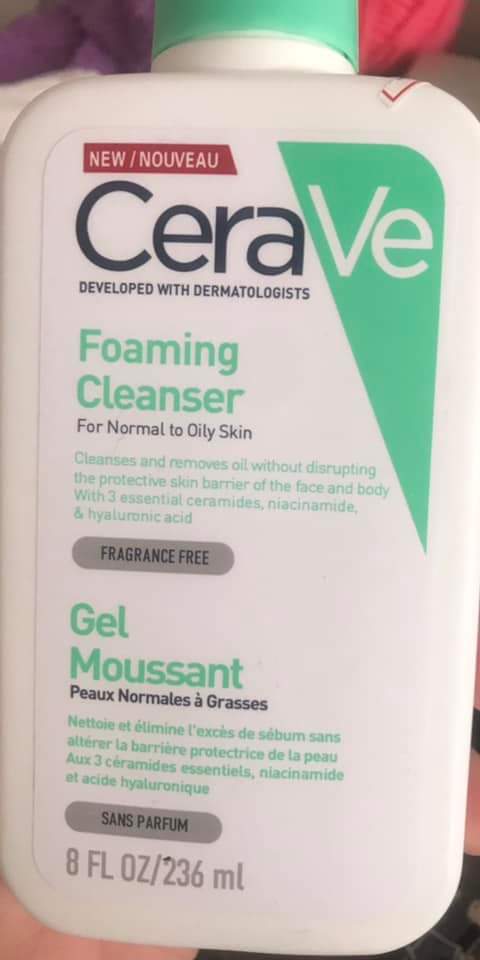 NEW / NOUVEAU
CeraVe
DEVELOPED WITH DERMATOLOGISTS
Foaming
Cleanser
For Normal to Oily Skin
Cleanses and removes oil without disrupting
the protective skin barrier of the face and body
With 3 essential ceramides, niacinamide,
& hyaluronic acid
FRAGRANCE FREE
Gel
Moussant
Peaux Normales à Grasses
Nettoie et élimine l'excès de sébum sans
altérer la barrière protectrice de la peau
Aux 3 céramides essentiels, niacinamide
et acide hyaluronique
SANS PARFUM
8 FL OZ/236 ml